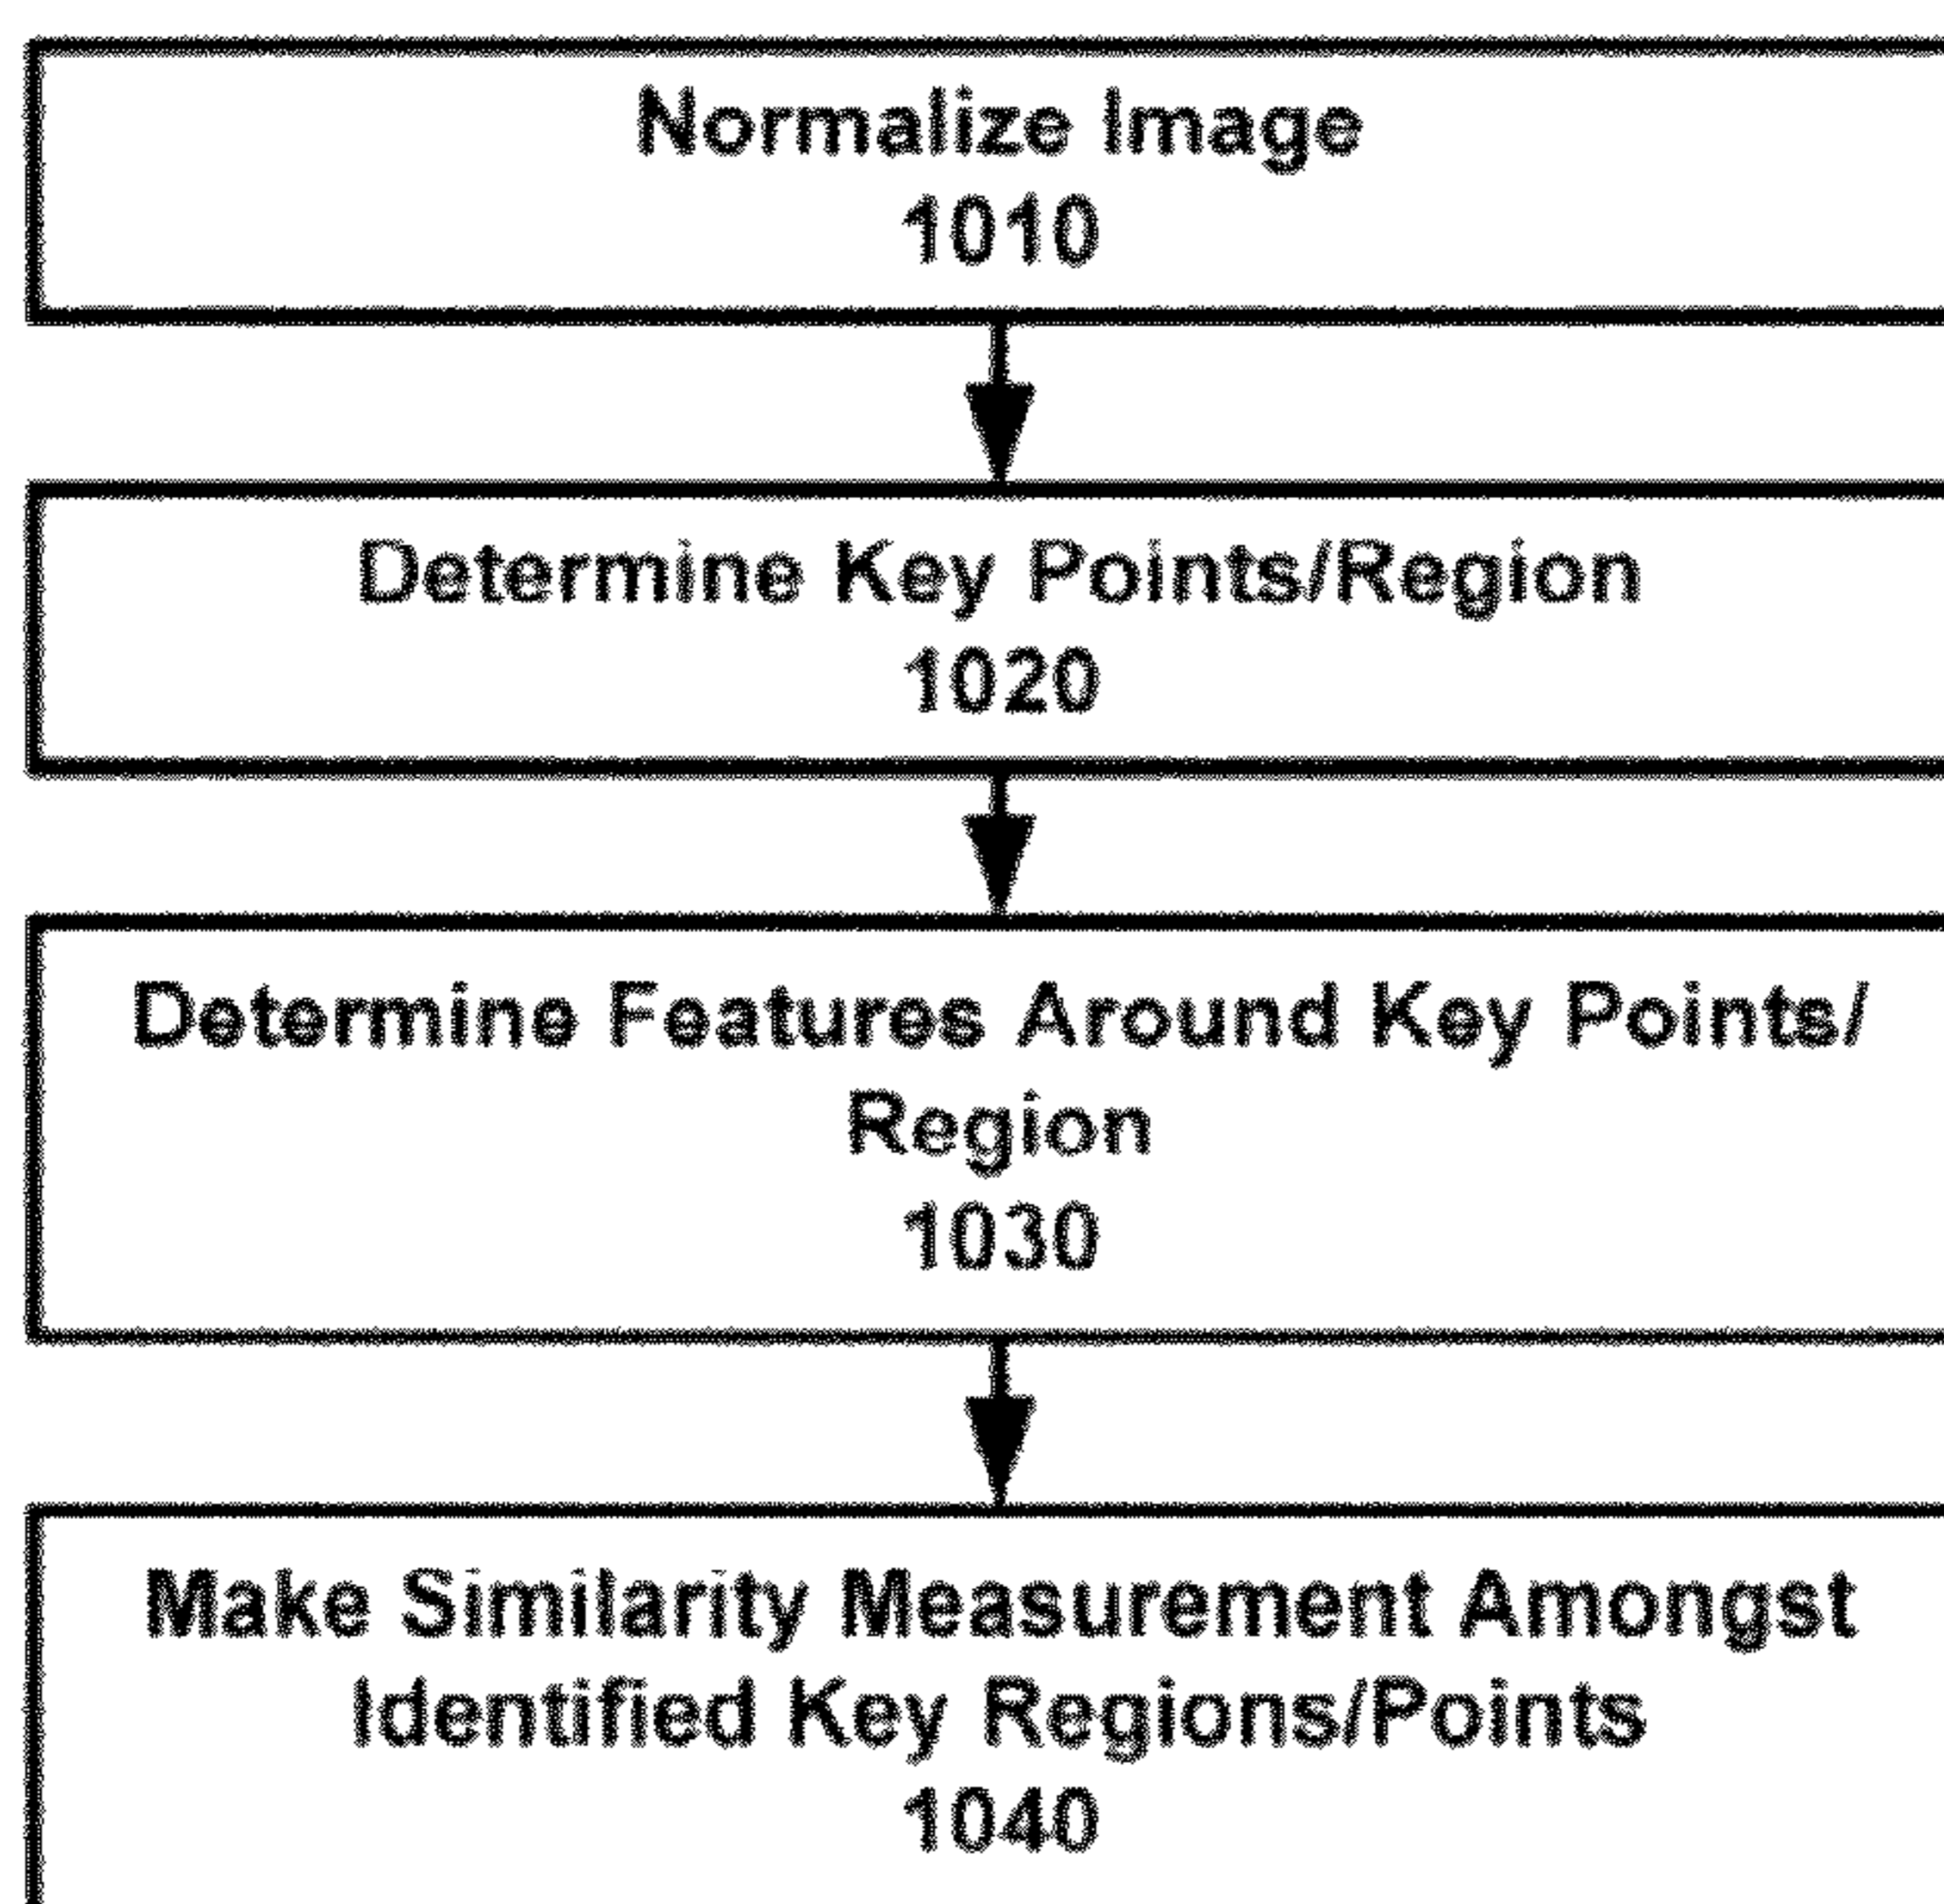 Normalize Image
1010
Determine Key Points/Region
1020
Determine Features Around Key Points/
Region
1030
Make Similarity Measurement Amongst
Identified Key Regions/Points
1040